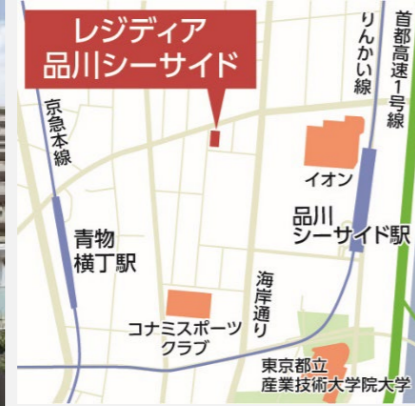 レジディア
品川シーサイド
京急本線
りんかい線
首都高速1号線
イオン
青物
横丁駅
品川
シーサイド駅
海岸通り
コナミスポーツ
クラブ
東京都立
産業技術大学院大学